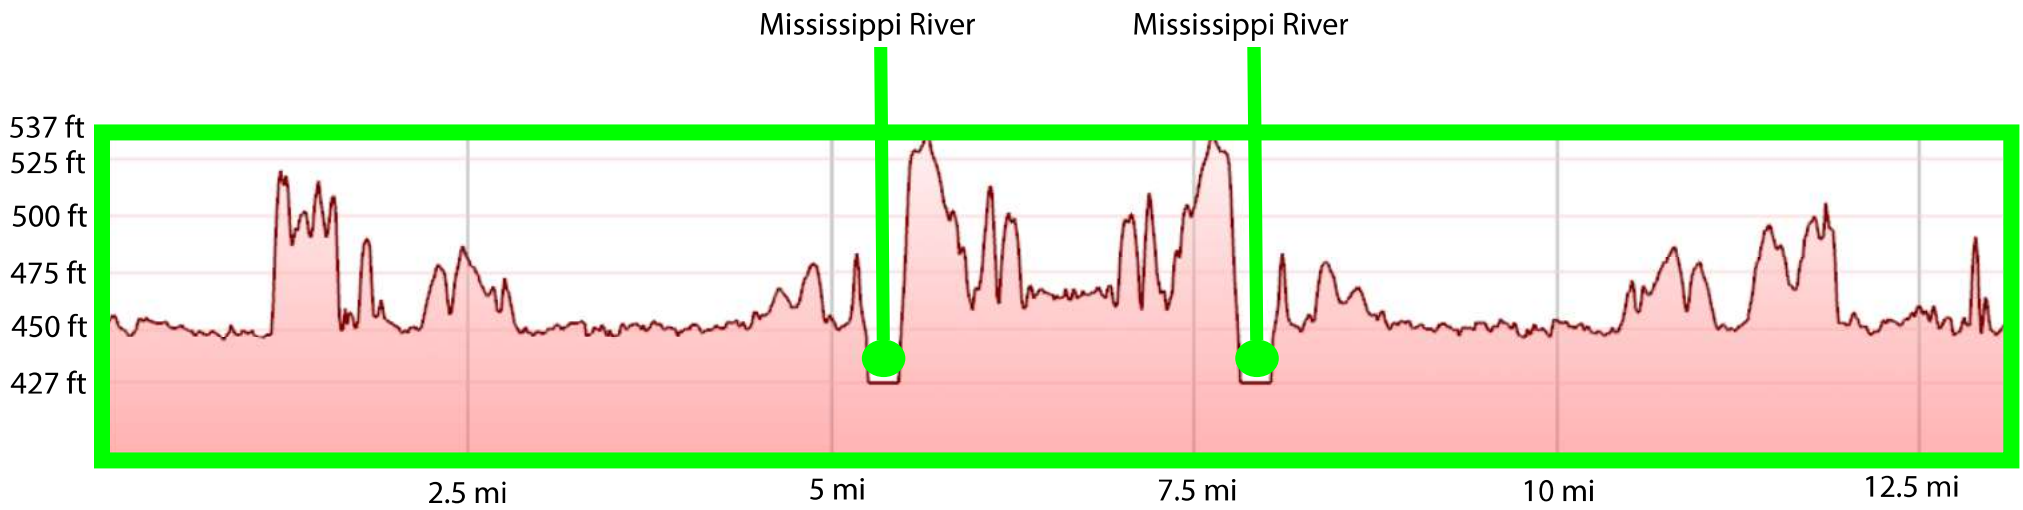 Mississippi River
Mississippi River
537 ft
525 ft
500 ft
475 ft
450 ft
427 ft
2.5 mi
5 mi
7.5 mi
10 mi
12.5 mi